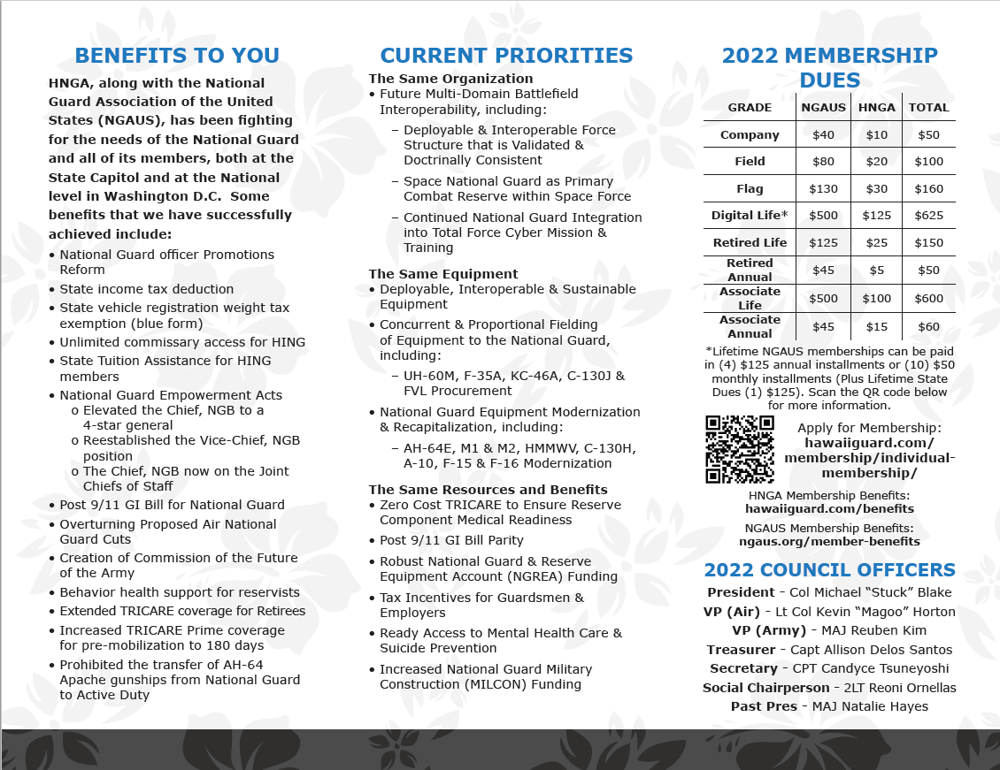 BENEFITS TO YOU
HNGA, along with the National
Guard Association of the United
States (NGAUS), has been fighting
for the needs of the National Guard
and all of its members, both at the
State Capitol and at the National
level in Washington D.C.  Some
benefits that we have successfully
achieved include:
• National Guard officer Promotions
Reform
• State income tax deduction
• State vehicle registration weight tax
exemption (blue form)
• Unlimited commissary access for HING
• State Tuition Assistance for HING
members
• National Guard Empowerment Acts
o Elevated the Chief, NGB to a
4-star general
o Reestablished the Vice-Chief, NGB
position
o The Chief, NGB now on the Joint
Chiefs of Staff
• Post 9/11 GI Bill for National Guard
• Overturning Proposed Air National
Guard Cuts
• Creation of Commission of the Future
of the Army
• Behavior health support for reservists
• Extended TRICARE coverage for Retirees
• Increased TRICARE Prime coverage
for pre-mobilization to 180 days
• Prohibited the transfer of AH-64
Apache gunships from National Guard
to Active Duty
CURRENT PRIORITIES
The Same Organization
• Future Multi-Domain Battlefield
Interoperability, including:
– Deployable & Interoperable Force
Structure that is Validated &
Doctrinally Consistent
– Space National Guard as Primary
Combat Reserve within Space Force
– Continued National Guard Integration
into Total Force Cyber Mission &
Training
The Same Equipment
• Deployable, Interoperable & Sustainable
Equipment
• Concurrent & Proportional Fielding
of Equipment to the National Guard,
including:
– UH-60M, F-35A, KC-46A, C-130J &
FVL Procurement
• National Guard Equipment Modernization
& Recapitalization, including:
– AH-64E, M1 & M2, HMMWV, C-130H,
A-10, F-15 & F-16 Modernization
The Same Resources and Benefits
• Zero Cost TRICARE to Ensure Reserve
Component Medical Readiness
• Post 9/11 GI Bill Parity
• Robust National Guard & Reserve
Equipment Account (NGREA) Funding
• Tax Incentives for Guardsmen &
Employers
• Ready Access to Mental Health Care &
Suicide Prevention
• Increased National Guard Military
Construction (MILCON) Funding
2022 MEMBERSHIP
DUES
GRADE NGAUS HNGA TOTAL
Company $40 $10 $50
Field $80 $20 $100
Flag $130 $30 $160
Digital Life* $500 $125 $625
Retired Life $125 $25 $150
Retired
Annual $45 $5 $50
Associate
Life $500 $100 $600
Associate
Annual $45 $15 $60
*Lifetime NGAUS memberships can be paid
in (4) $125 annual installments or (10) $50
monthly installments (Plus Lifetime State
Dues (1) $125). Scan the QR code below
for more information.
Apply for Membership:
hawaiiguard.com/
membership/individual-
membership/
HNGA Membership Benefits:
hawaiiguard.com/benefits
NGAUS Membership Benefits:
ngaus.org/member-benefits
2022 COUNCIL OFFICERS
President – Col Michael “Stuck” Blake
VP (Air) – Lt Col Kevin “Magoo” Horton
VP (Army) – MAJ Reuben Kim
Treasurer – Capt Allison Delos Santos
Secretary – CPT Candyce Tsuneyoshi
Social Chairperson – 2LT Reoni Ornellas
Past Pres – MAJ Natalie Hayes